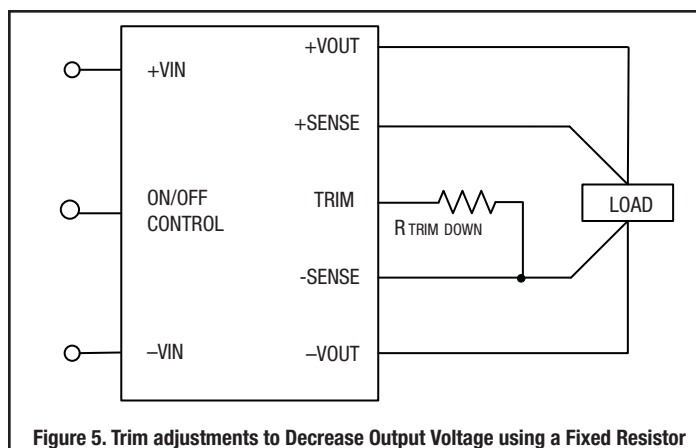 +VOUT
+VIN
+SENSE
ON/OFF
CONTROL
TRIM
R TRIM DOWN
LOAD
-SENSE
–VIN
–VOUT
Figure 5. Trim adjustments to Decrease Output Voltage using a Fixed Resistor